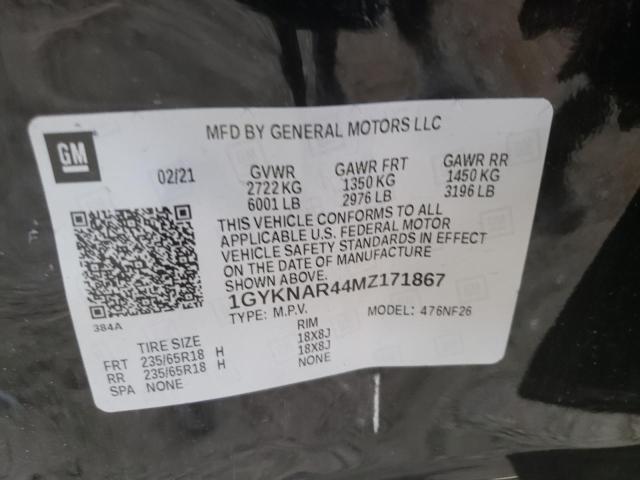 GM
MFD BY GENERAL MOTORS LLC
02/21 GVWR GAWR FRT GAWR RR
2722 KG 1350 KG 1450 KG
6001 LB 2976 LB 3196 LB
THIS VEHICLE CONFORMS TO ALL
APPLICABLE U.S. FEDERAL MOTOR
VEHICLE SAFETY STANDARDS IN EFFECT
ON THE DATE OF MANUFACTURE
SHOWN ABOVE.
1GYKNAR44MZ171867
384A TYPE: M.P.V. MODEL: 476NF26
TIRE SIZE RIM
FRT 235/65R18 H 18X8J
RR 235/65R18 H 18X8J
SPA NONE NONE